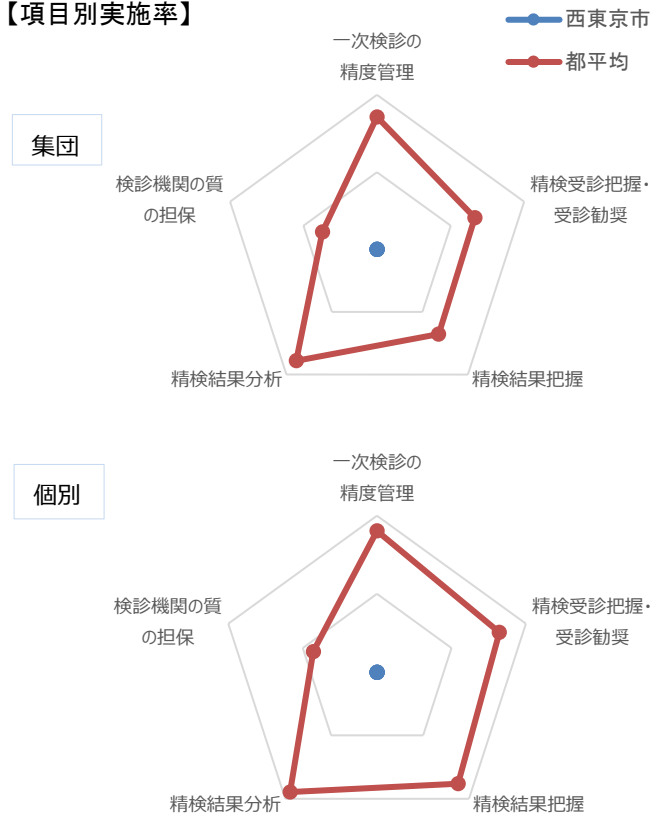 【項目別実施率】
西東京市
都平均
集団
一次検診の
精度管理
精検受診把握・
受診勧奨
精検結果把握
精検結果分析
検診機関の質
の担保
個別
一次検診の
精度管理
精検受診把握・
受診勧奨
精検結果把握
精検結果分析
検診機関の質
の担保